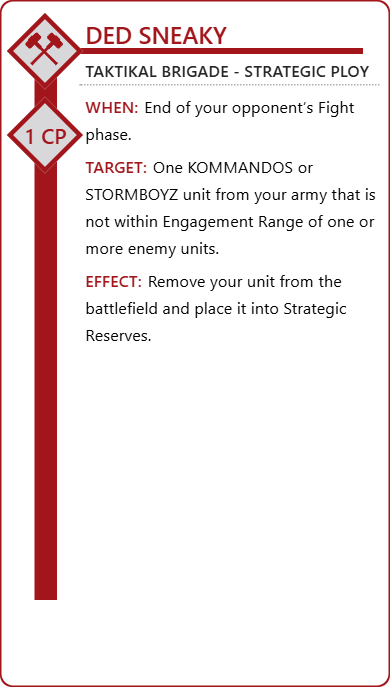 DED SNEAKY
TAKTIKAL BRIGADE - STRATEGIC PLOY
1 CP
WHEN: End of your opponent's Fight
phase.
TARGET: One KOMMANDOS or
STORMBOYZ unit from your army that is
not within Engagement Range of one or
more enemy units.
EFFECT: Remove your unit from the
battlefield and place it into Strategic
Reserves.